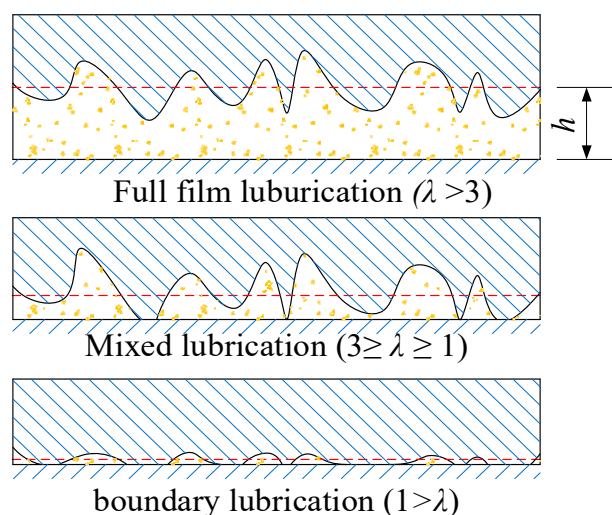 h
Full film luburication (λ >3)
Mixed lubrication (3≥ λ ≥ 1)
boundary lubrication (1>λ)